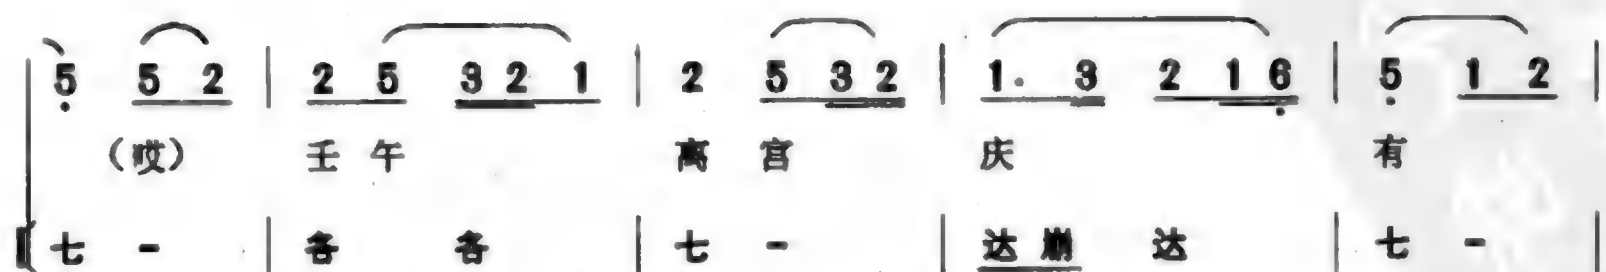 5 5 2 | 2 5 3 2 1 | 2 5 3 2 | 1. 3 2 1 6 | 5 1 2 |
（哎） 壬 午 离 宫 庆 有
七 - | 各 各 | 七 - | 达 崩 达 | 七 - |